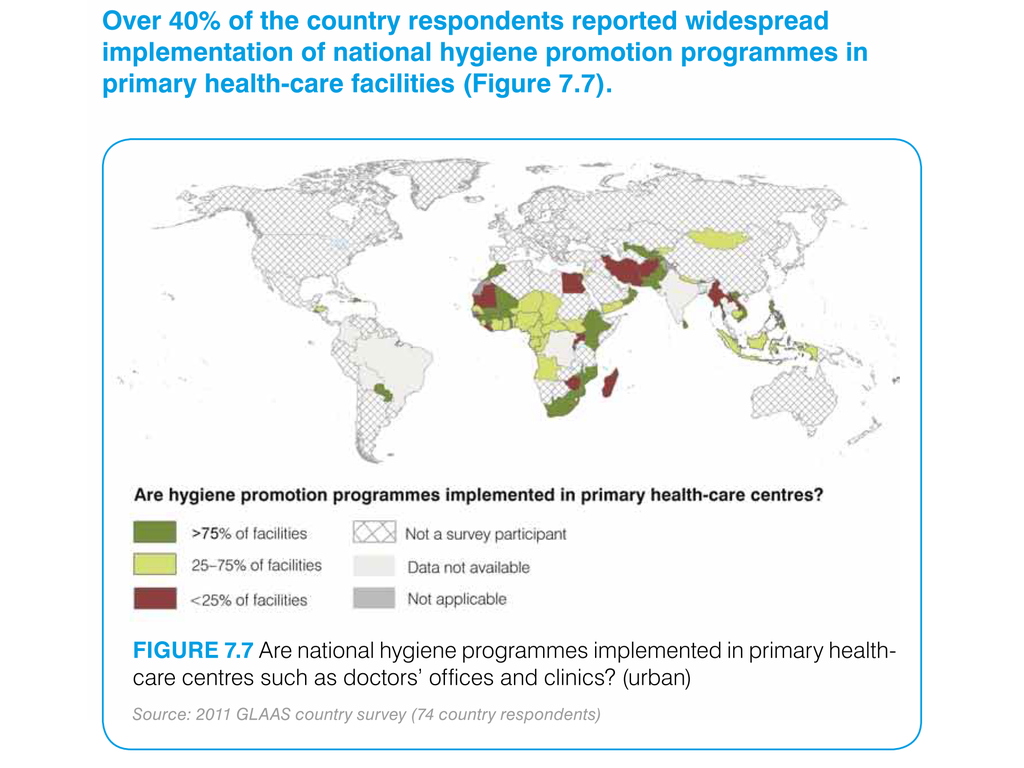 Over 40% of the country respondents reported widespread
implementation of national hygiene promotion programmes in
primary health-care facilities (Figure 7.7).
Are hygiene promotion programmes implemented in primary health-care centres?
>75% of facilities
Not a survey participant
25–75% of facilities
Data not available
<25% of facilities
Not applicable
FIGURE 7.7 Are national hygiene programmes implemented in primary health-
care centres such as doctors’ offices and clinics? (urban)
Source: 2011 GLAAS country survey (74 country respondents)